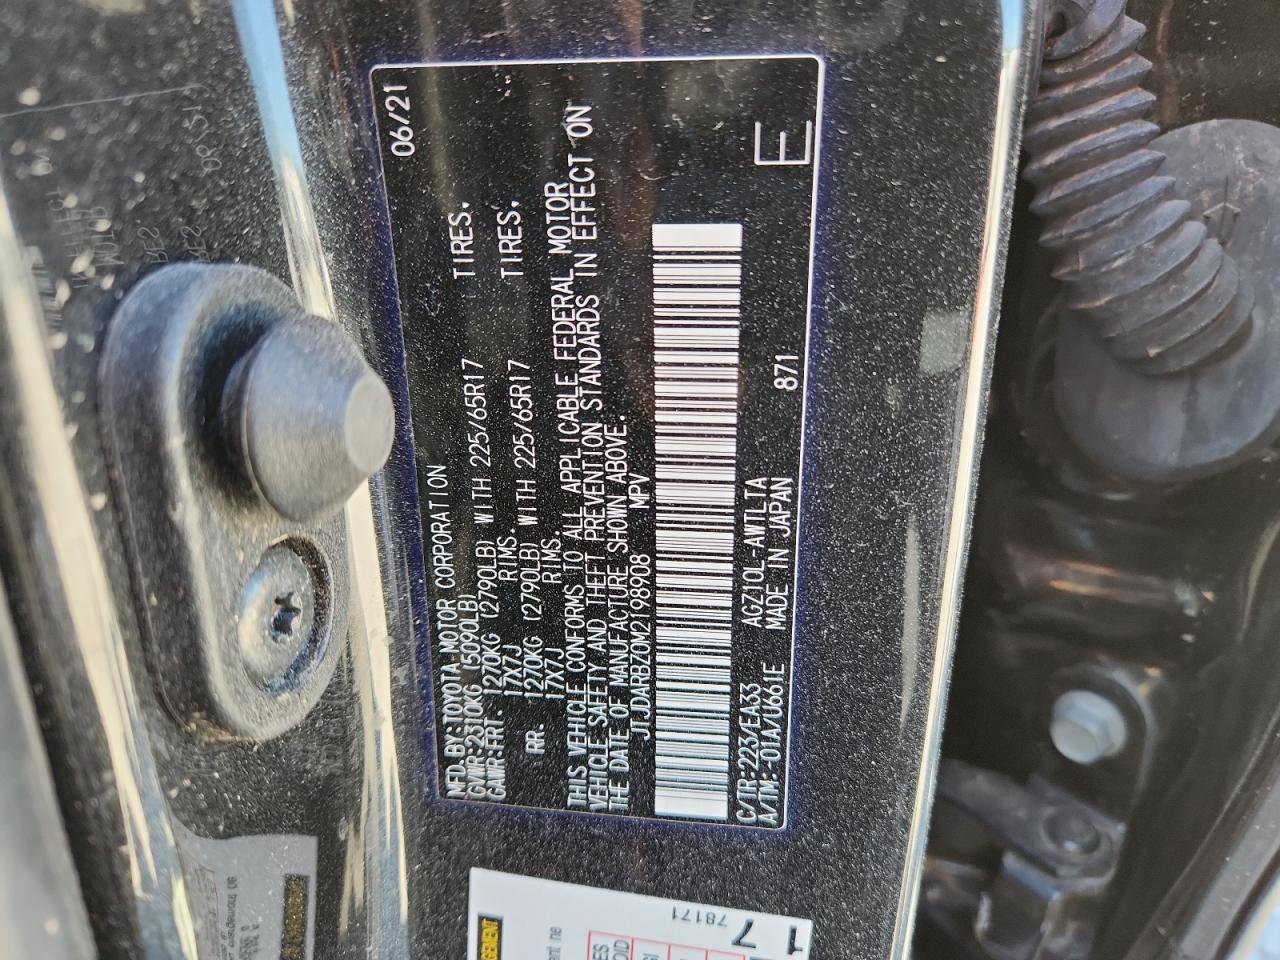 MFD.BY:TOYOTA MOTOR CORPORATION 06/21
GVWR:2310KG (5090LB)
GAWR:FRT. 1270KG (2790LB) WITH 225/65R17 TIRES.
17X7J RIMS.
RR. 1270KG (2790LB) WITH 225/65R17 TIRES.
17X7J RIMS.
THIS VEHICLE CONFORMS TO ALL APPLICABLE FEDERAL MOTOR
VEHICLE SAFETY AND THEFT PREVENTION STANDARDS IN EFFECT ON
THE DATE OF MANUFACTURE SHOWN ABOVE.
JTJDARBZ0M2198908 MPV
C/TR:223/EA33 AGZ10L-AWTLTA 871
A/TM:-01A/U661E MADE IN JAPAN
E
78171
7